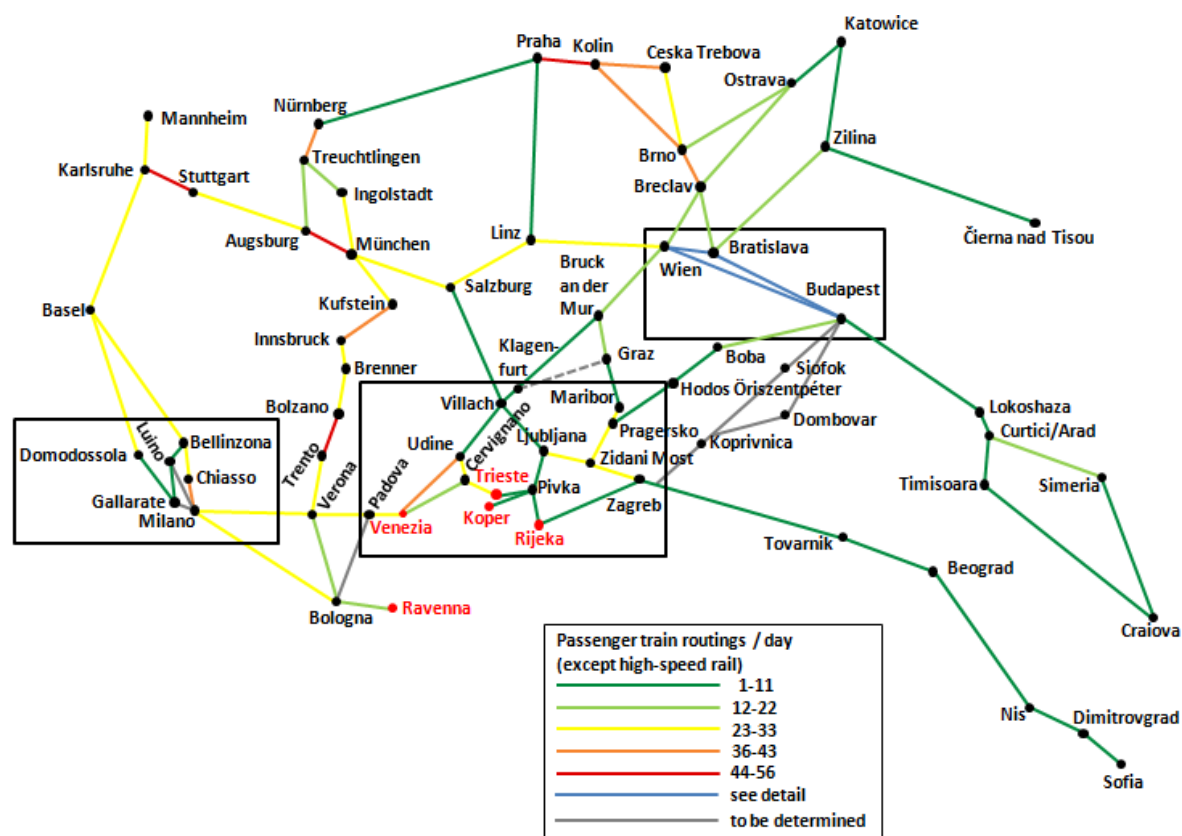 Katowice
Praha
Kolin
Ceska Trebova
Ostrava
Nürnberg
Mannheim
Treuchtlingen
Brno
Zilina
Karlsruhe
Stuttgart
Ingolstadt
Breclav
Augsburg
München
Linz
Čierna nad Tisou
Wien
Bratislava
Bruck
an der
Mur
Salzburg
Budapest
Kufstein
Basel
Innsbruck
Klagen-
furt
Graz
Boba
Siofok
Brenner
Hodos Öriszentpéter
Villach
Maribor
Bolzano
Cervignano
Dombovar
Lokoshaza
Curtici/Arad
Luino
Bellinzona
Udine
Ljubljana
Pragersko
Koprivnica
Domodossola
Trento
Verona
Padova
Zidani Most
Chiasso
Trieste
Pivka
Timisoara
Simeria
Gallarate
Milano
Venezia
Koper
Rijeka
Zagreb
Tovarnik
Beograd
Bologna
Ravenna
Craiova
Passenger train routings / day
(except high-speed rail)
1-11
12-22
23-33
36-43
44-56
see detail
to be determined
Nis
Dimitrovgrad
Sofia